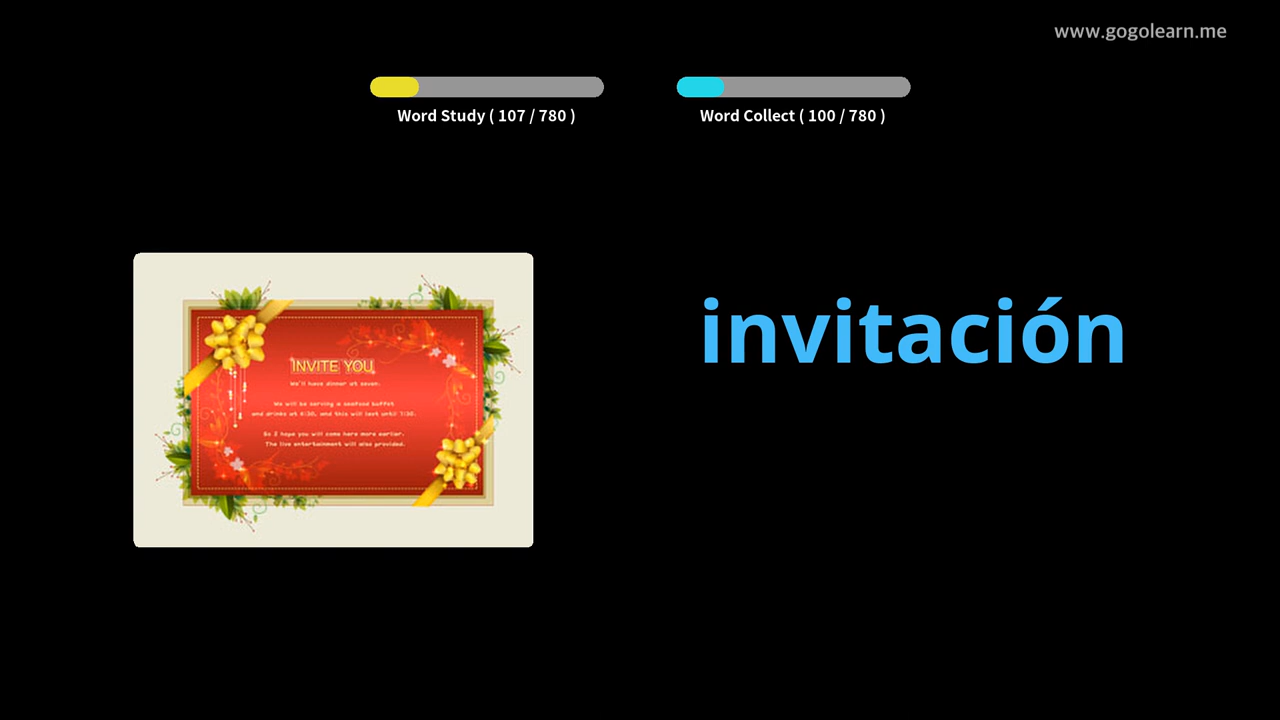 www.gogolearn.me
Word Study ( 107 / 780 )
Word Collect ( 100 / 780 )
invitación
INVITE YOU
We'll have dinner at seven.
We will be serving a seafood buffet
and drinks at 6:30, and this will last until 7:30.
So I hope you will come here more earlier.
The live entertainment will also provided.